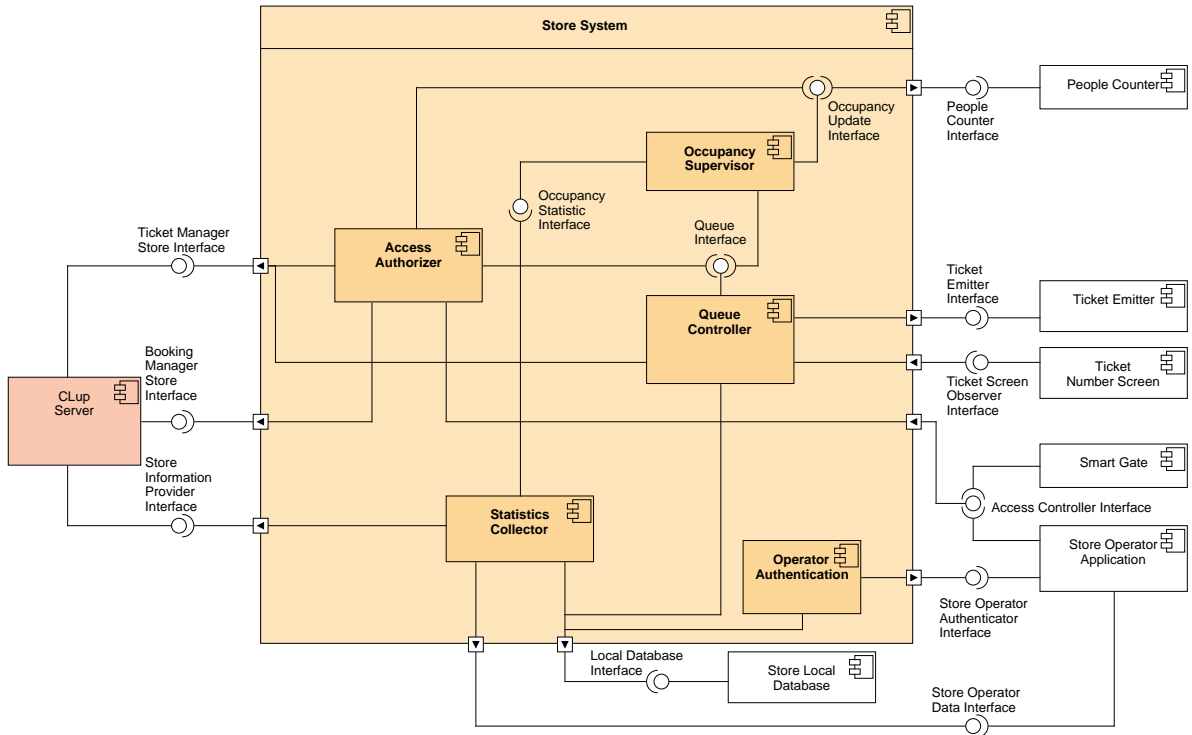 Store System
People Counter
Occupancy
Update
Interface
People
Counter
Interface
Occupancy
Supervisor
Occupancy
Statistic
Interface
Queue
Interface
Ticket Manager
Store Interface
Access
Authorizer
Ticket
Emitter
Interface
Ticket Emitter
Queue
Controller
Booking
Manager
Store
Interface
Ticket
Number Screen
Ticket Screen
Observer
Interface
CLup
Server
Store
Information
Provider
Interface
Smart Gate
Access Controller Interface
Statistics
Collector
Store Operator
Application
Operator
Authentication
Store Operator
Authenticator
Interface
Local Database
Interface
Store Local
Database
Store Operator
Data Interface